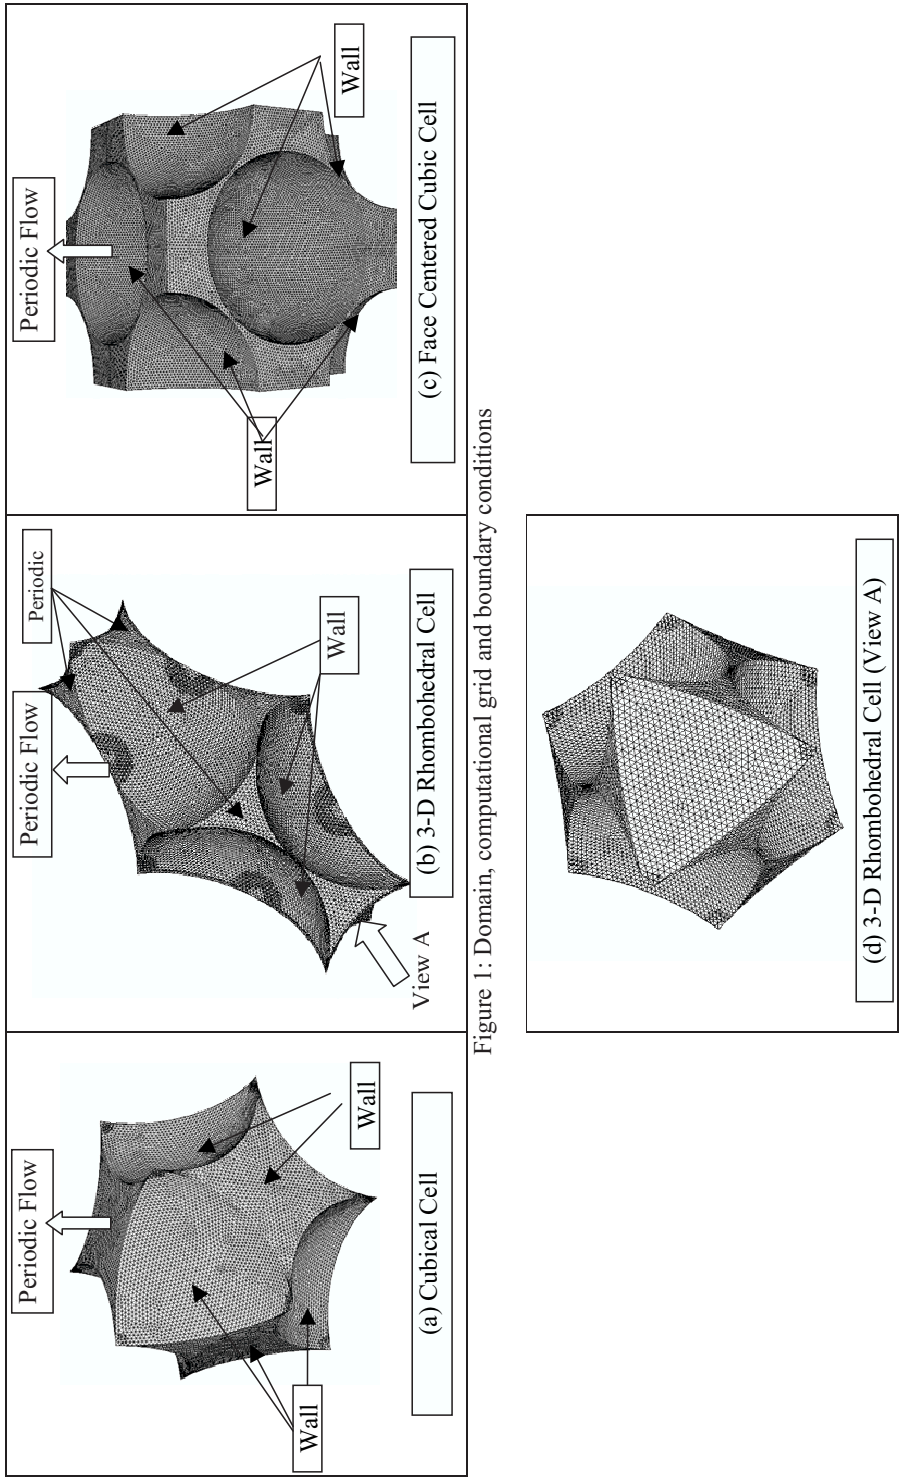 Periodic Flow
Wall
Wall
(a) Cubical Cell
Periodic Flow
Periodic
Wall
View A
(b) 3-D Rhombohedral Cell
Periodic Flow
Wall
Wall
(c) Face Centered Cubic Cell
Figure 1: Domain, computational grid and boundary conditions
(d) 3-D Rhombohedral Cell (View A)